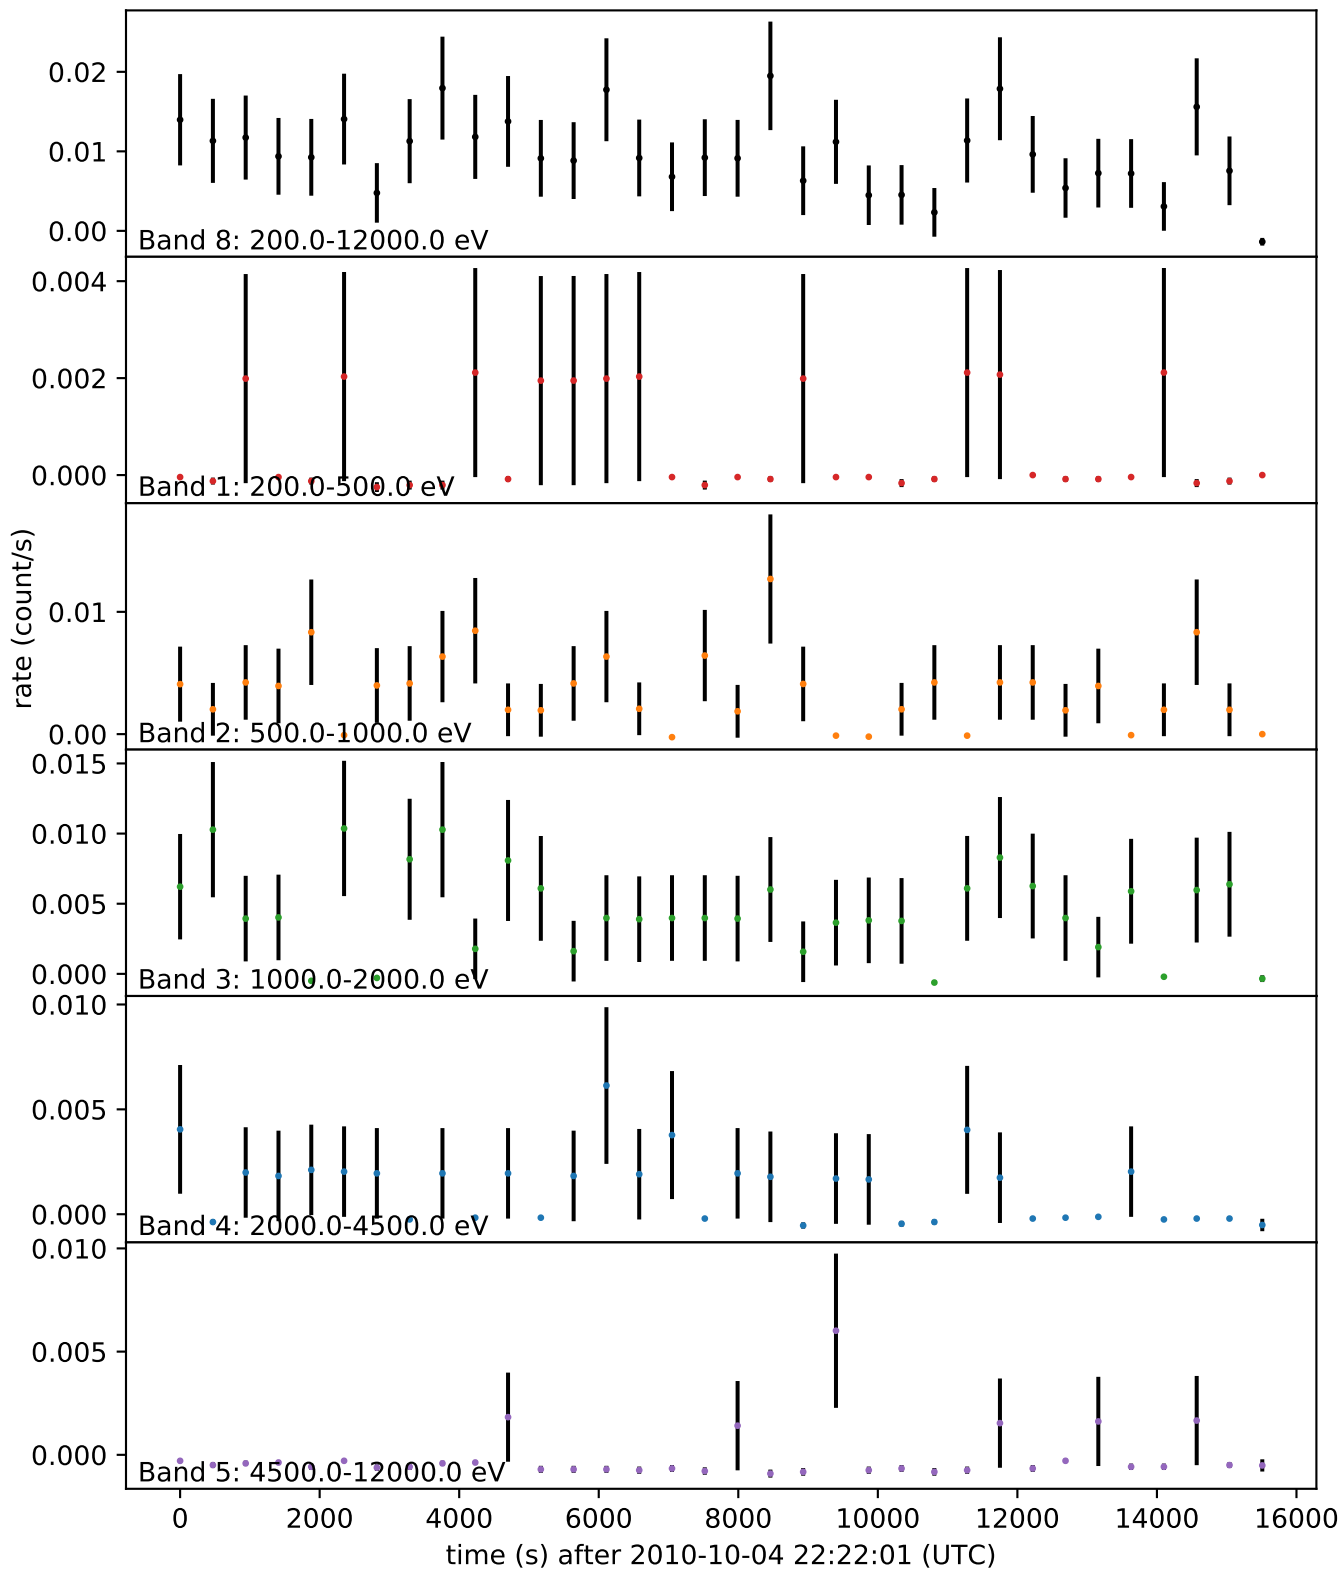 0.02
0.01
0.00
Band 8: 200.0-12000.0 eV
0.004
0.002
0.000
Band 1: 200.0-500.0 eV
rate (count/s)
0.01
0.00
Band 2: 500.0-1000.0 eV
0.015
0.010
0.005
0.000
Band 3: 1000.0-2000.0 eV
0.010
0.005
0.000
Band 4: 2000.0-4500.0 eV
0.010
0.005
0.000
Band 5: 4500.0-12000.0 eV
0 2000 4000 6000 8000 10000 12000 14000 16000
time (s) after 2010-10-04 22:22:01 (UTC)